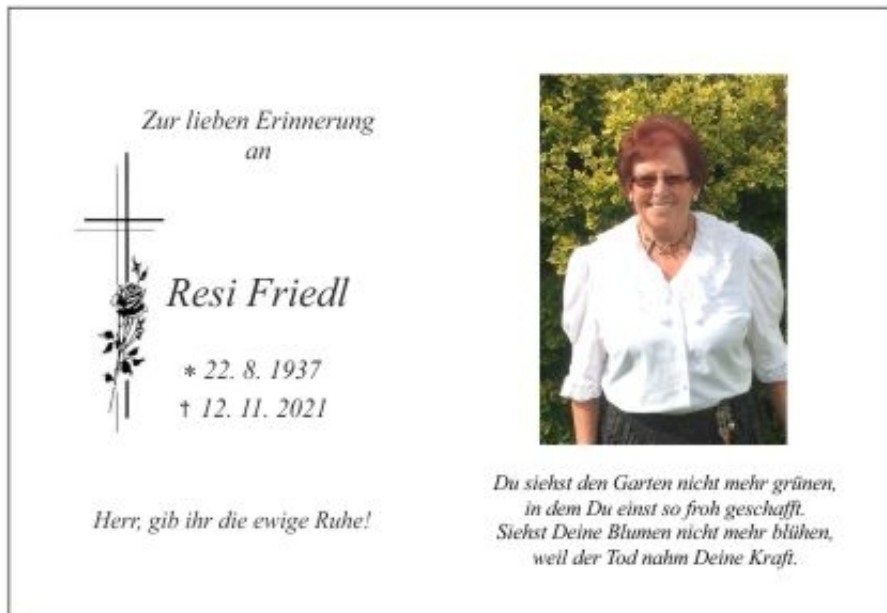 Zur lieben Erinnerung
an
Resi Friedl
* 22. 8. 1937
† 12. 11. 2021
Herr, gib ihr die ewige Ruhe!
Du siehst den Garten nicht mehr grünen,
in dem Du einst so froh geschafft.
Siehst Deine Blumen nicht mehr blühen,
weil der Tod nahm Deine Kraft.